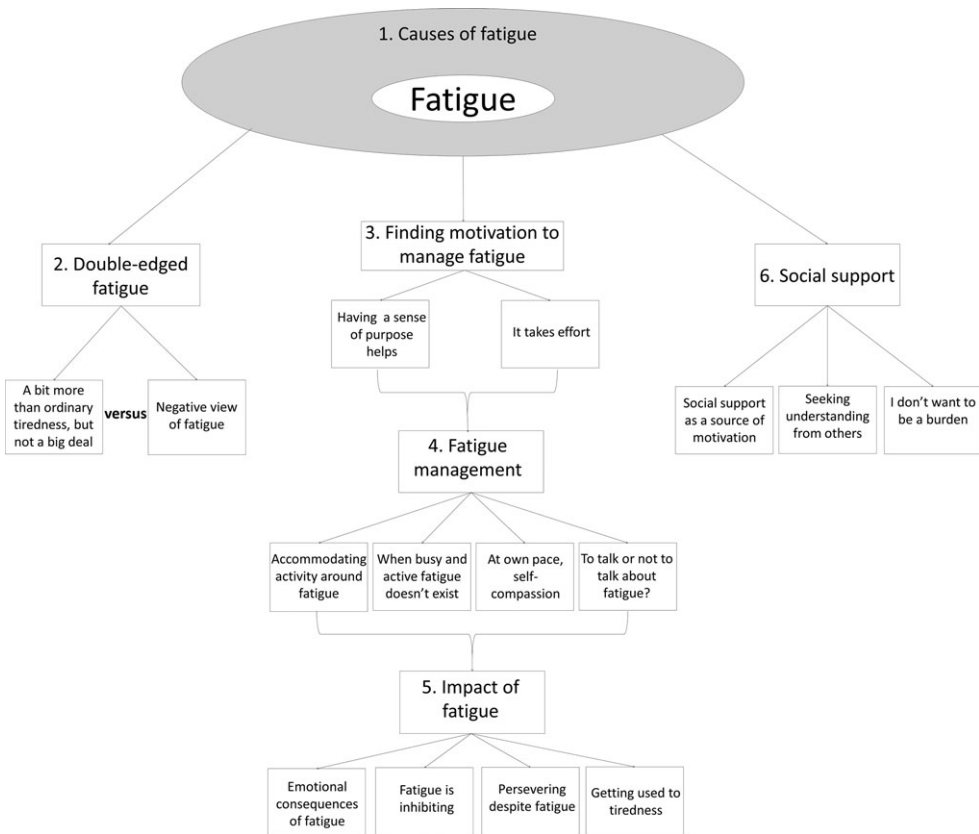 1. Causes of fatigue
Fatigue
2. Double-edged
fatigue
A bit more
than ordinary
tiredness, but
not a big deal
versus
Negative view
of fatigue
3. Finding motivation to
manage fatigue
Having a sense
of purpose
helps
It takes effort
4. Fatigue
management
Accommodating
activity around
fatigue
When busy and
active fatigue
doesn’t exist
At own pace,
self-
compassion
To talk or not to
talk about
fatigue?
5. Impact of
fatigue
Emotional
consequences
of fatigue
Fatigue is
inhibiting
Persevering
despite fatigue
Getting used to
tiredness
6. Social support
Social support
as a source of
motivation
Seeking
understanding
from others
I don’t want to
be a burden